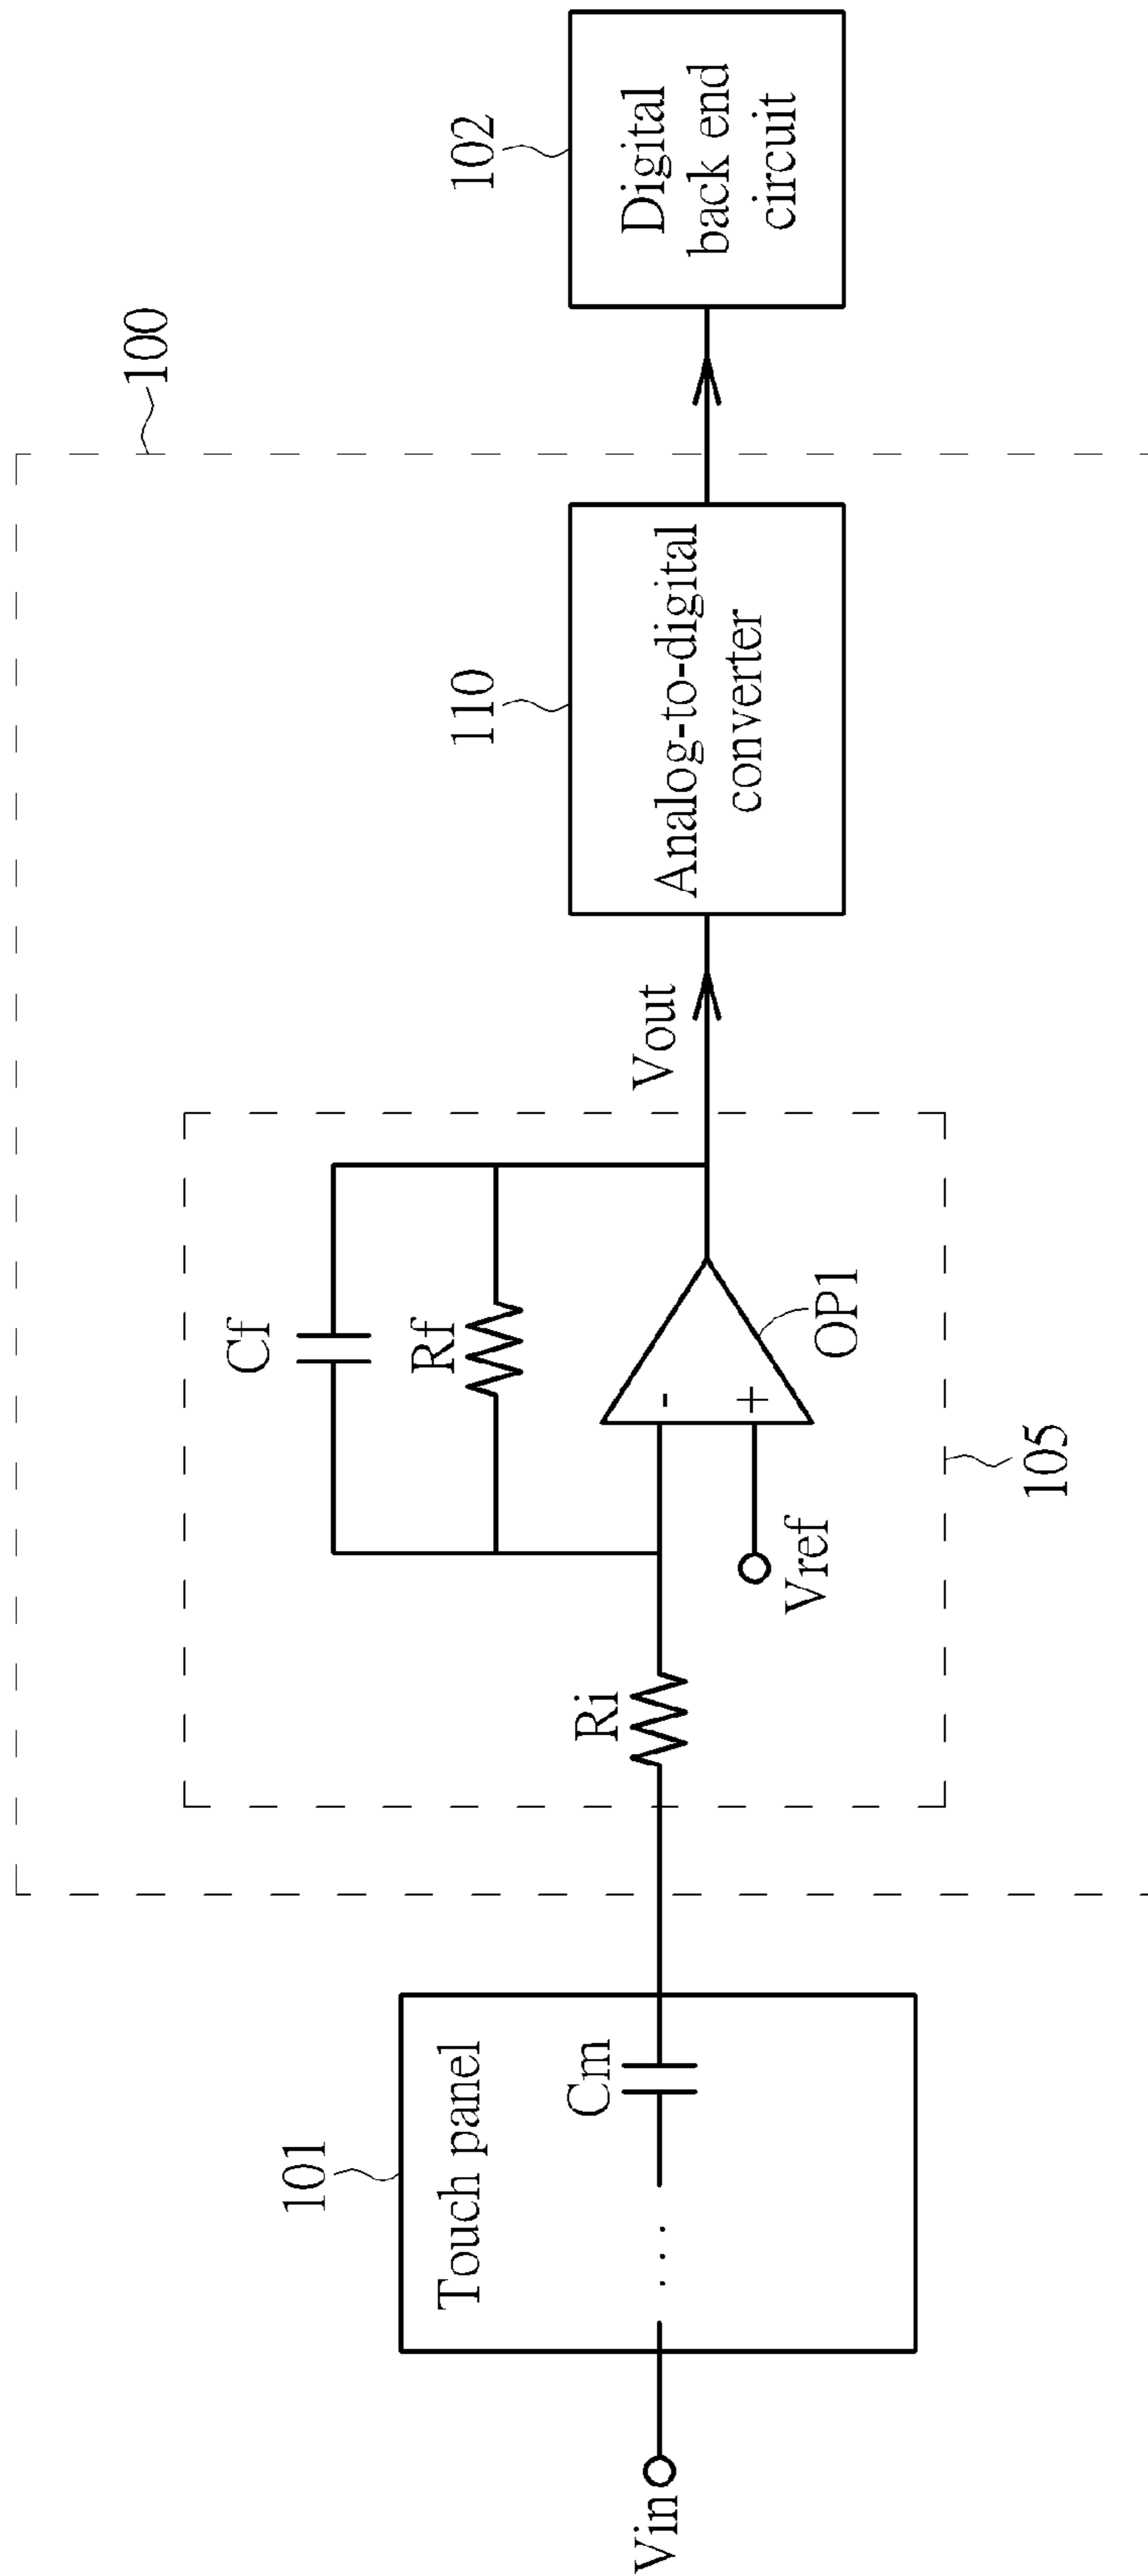 100
101
Touch panel
Cm
Vin
Ri
Cf
Rf
-
+
Vref
OP1
105
Vout
110
Analog-to-digital
converter
102
Digital
back end
circuit